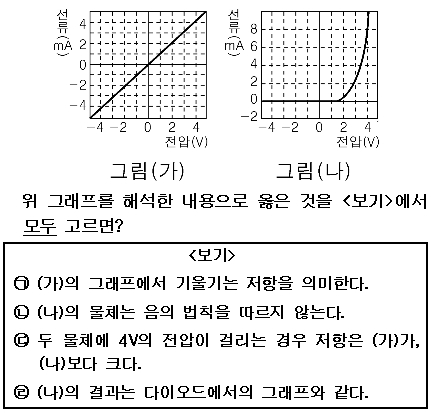 선
류
(mA)
4
2
0
−2
−4
−4 −2 0 2 4
전압(V)
그림(가)
선
류
(mA)
8
6
4
2
0
−2
−4 −2 0 2 4
전압(V)
그림(나)
위 그래프를 해석한 내용으로 옳은 것을 <보기>에서
모두 고르면?
<보기>
㉠ (가)의 그래프에서 기울기는 저항을 의미한다.
㉡ (나)의 물체는 음의 법칙을 따르지 않는다.
㉢ 두 물체에 4V의 전압이 걸리는 경우 저항은 (가)가,
(나)보다 크다.
㉣ (나)의 결과는 다이오드에서의 그래프와 같다.